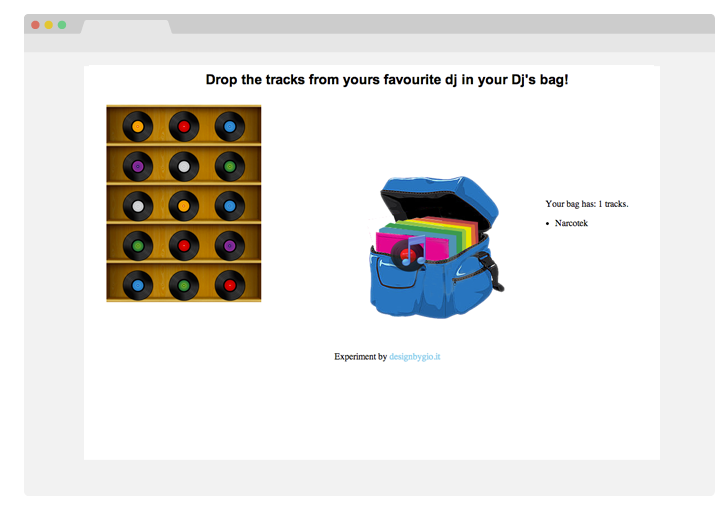 Drop the tracks from yours favourite dj in your Dj's bag!
Your bag has: 1 tracks.
• Narcotek
Experiment by designbygio.it